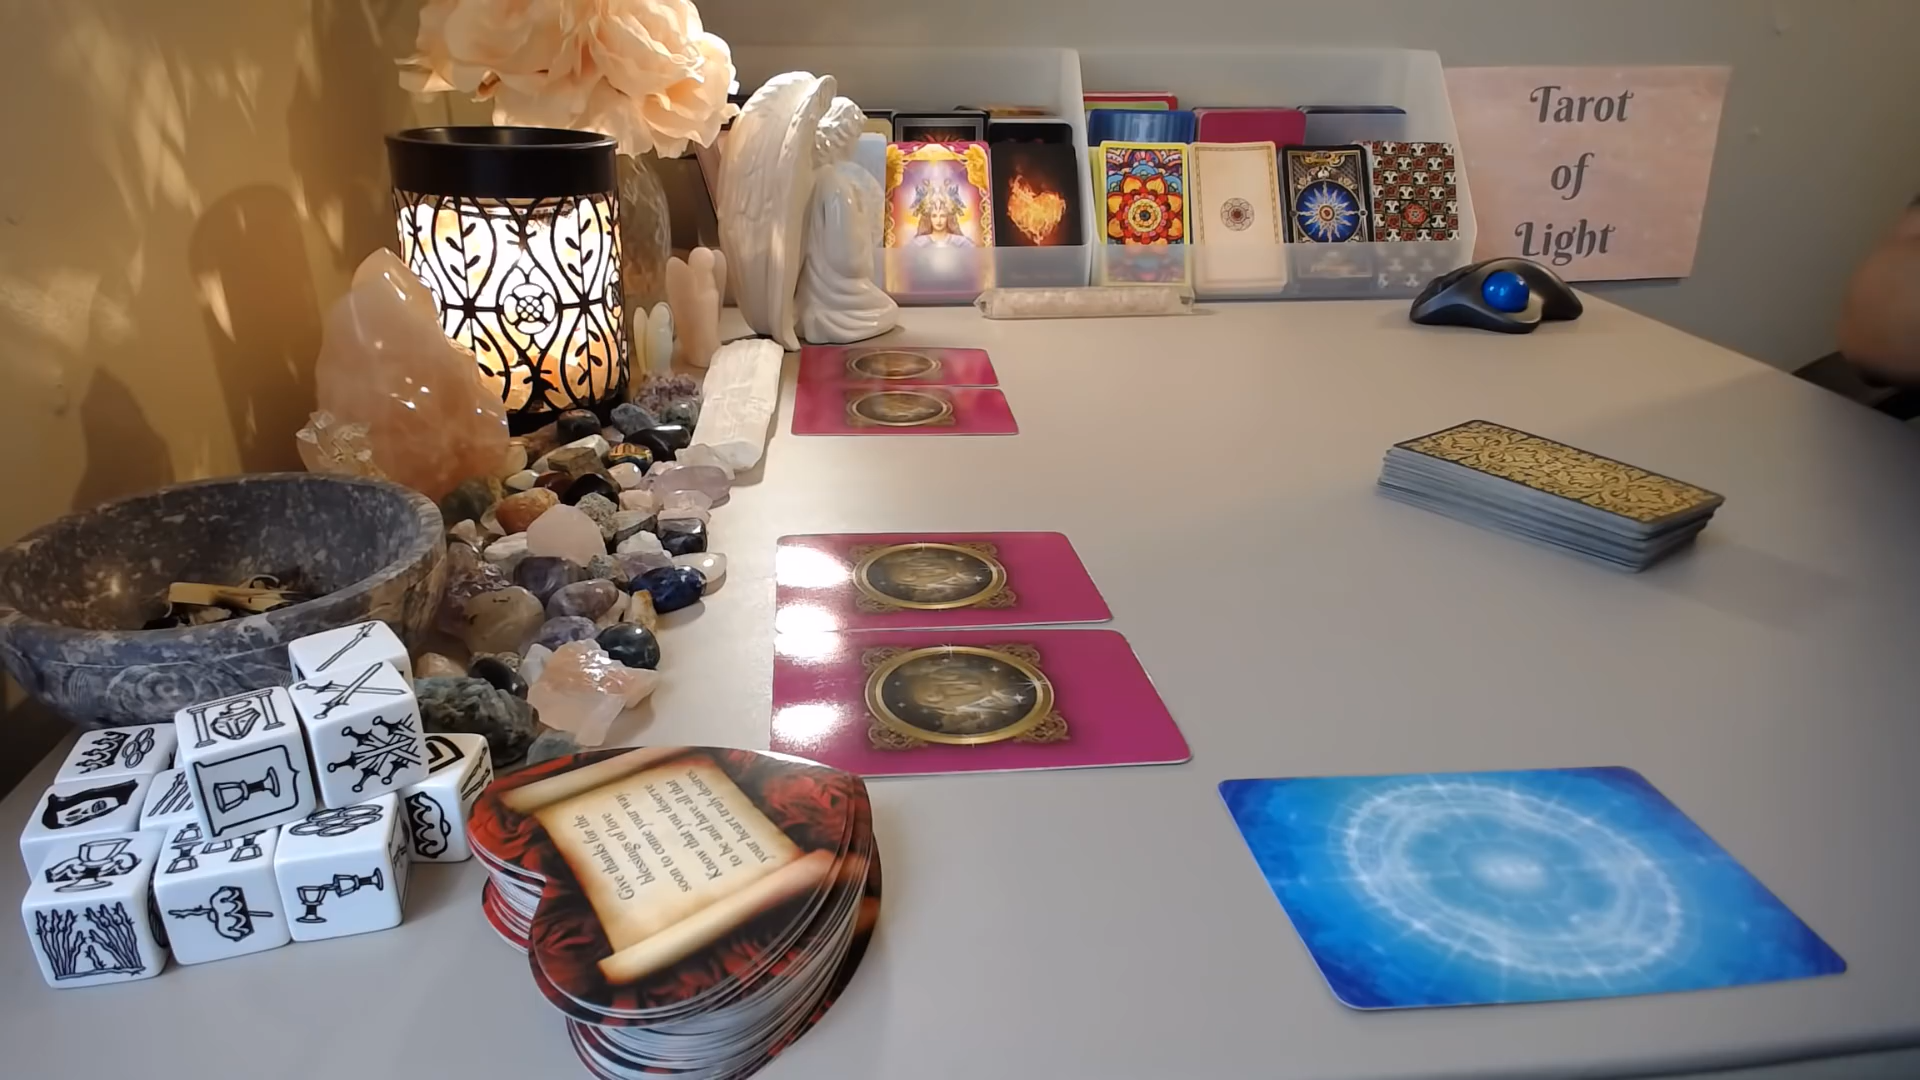 Tarot
of
Light
Give thanks for the
blessings of love
soon to come your way.
Know that you deserve
to be and have all that
your heart truly desires.